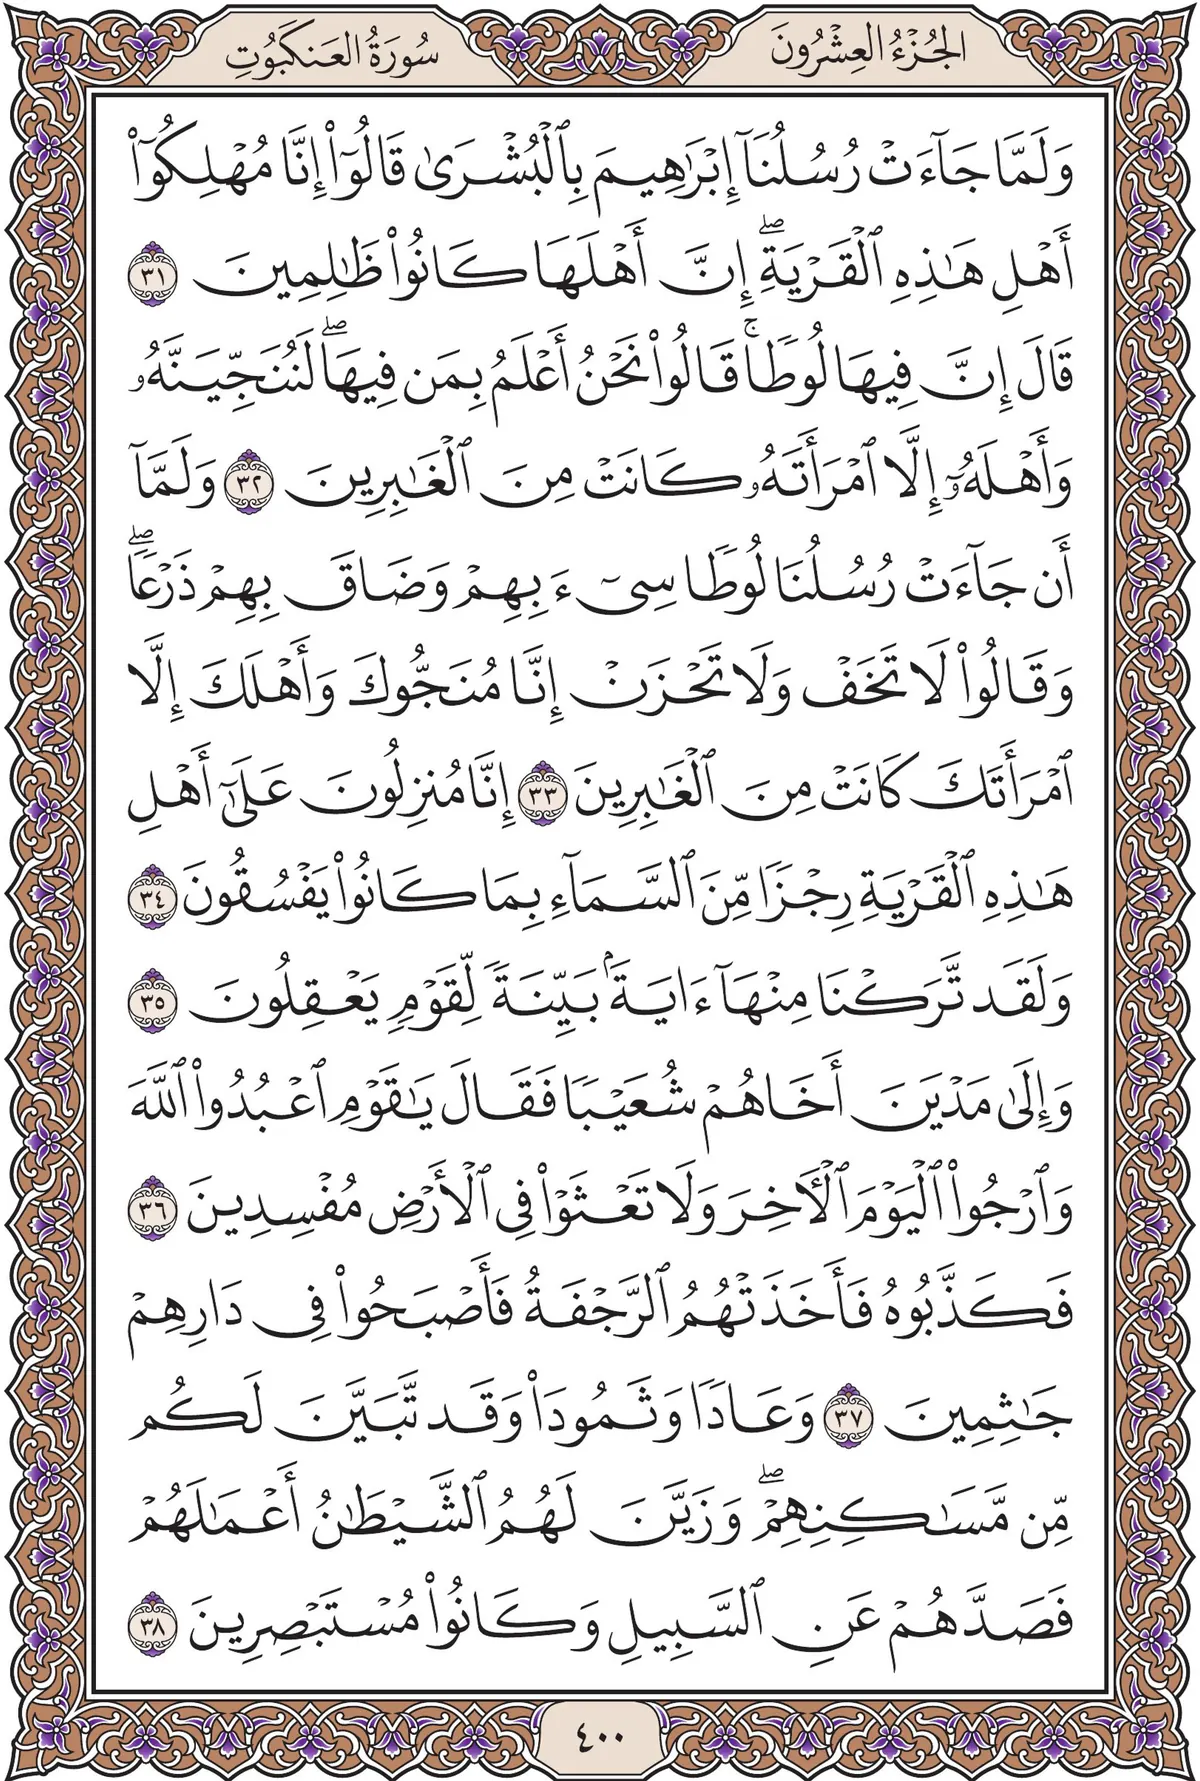 الجُزْءُ العِشْرُونَ
سُورَةُ العَنكَبُوتِ
وَلَمَّا جَآءَتْ رُسُلُنَآ إِبْرَٰهِيمَ بِٱلْبُشْرَىٰ قَالُوٓا۟ إِنَّا مُهْلِكُوٓا۟
أَهْلِ هَٰذِهِ ٱلْقَرْيَةِۖ إِنَّ أَهْلَهَا كَانُوا۟ ظَٰلِمِينَ ٣١
قَالَ إِنَّ فِيهَا لُوطًاۚ قَالُوا۟ نَحْنُ أَعْلَمُ بِمَن فِيهَاۖ لَنُنَجِّيَنَّهُۥ
وَأَهْلَهُۥٓ إِلَّا ٱمْرَأَتَهُۥ كَانَتْ مِنَ ٱلْغَٰبِرِينَ ٣٢ وَلَمَّآ
أَن جَآءَتْ رُسُلُنَا لُوطًا سِىٓءَ بِهِمْ وَضَاقَ بِهِمْ ذَرْعًاۖ
وَقَالُوا۟ لَا تَخَفْ وَلَا تَحْزَنْ إِنَّا مُنَجُّوكَ وَأَهْلَكَ إِلَّا
ٱمْرَأَتَكَ كَانَتْ مِنَ ٱلْغَٰبِرِينَ ٣٣ إِنَّا مُنزِلُونَ عَلَىٰٓ أَهْلِ
هَٰذِهِ ٱلْقَرْيَةِ رِجْزًا مِّنَ ٱلسَّمَآءِ بِمَا كَانُوا۟ يَفْسُقُونَ ٣٤
وَلَقَد تَّرَكْنَا مِنْهَآ ءَايَةًۢ بَيِّنَةً لِّقَوْمٍ يَعْقِلُونَ ٣٥
وَإِلَىٰ مَدْيَنَ أَخَاهُمْ شُعَيْبًا فَقَالَ يَٰقَوْمِ ٱعْبُدُوا۟ ٱللَّهَ
وَٱرْجُوا۟ ٱلْيَوْمَ ٱلْءَاخِرَ وَلَا تَعْثَوْا۟ فِى ٱلْأَرْضِ مُفْسِدِينَ ٣٦
فَكَذَّبُوهُ فَأَخَذَتْهُمُ ٱلرَّجْفَةُ فَأَصْبَحُوا۟ فِى دَارِهِمْ
جَٰثِمِينَ ٣٧ وَعَادًا وَثَمُودَا۟ وَقَد تَّبَيَّنَ لَكُم
مِّن مَّسَٰكِنِهِمْۖ وَزَيَّنَ لَهُمُ ٱلشَّيْطَٰنُ أَعْمَٰلَهُمْ
فَصَدَّهُمْ عَنِ ٱلسَّبِيلِ وَكَانُوا۟ مُسْتَبْصِرِينَ ٣٨
٤٠٠